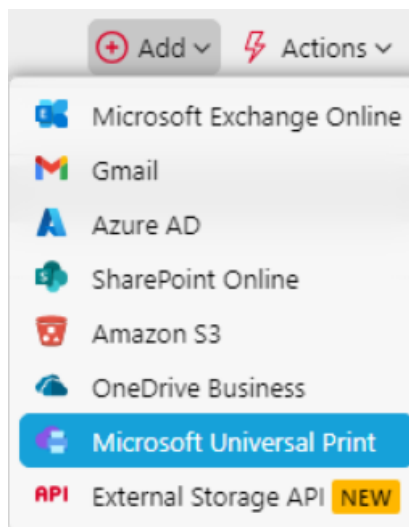 Add Actions
Microsoft Exchange Online
Gmail
Azure AD
SharePoint Online
Amazon S3
OneDrive Business
Microsoft Universal Print
API External Storage API NEW